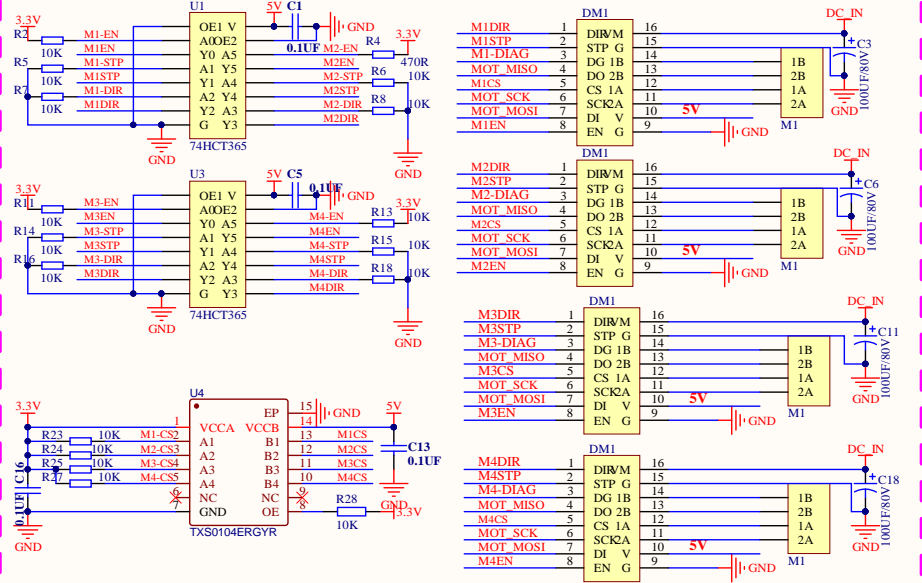 U1
3.3V
R2
10K
M1-EN
M1EN
R5
10K
M1-STP
M1STP
R7
10K
M1-DIR
M1DIR
GND
OE1 V
A0OE2
Y0 A5
A1 Y5
Y1 A4
A2 Y4
Y2 A3
G Y3
74HCT365
5V
C1
0.1UF
GND
M2-EN
R4
3.3V
M2EN
470R
M2-STP
R6
10K
M2STP
M2-DIR
R8
10K
M2DIR
GND
U3
3.3V
R11
10K
M3-EN
M3EN
R14
10K
M3-STP
M3STP
R16
10K
M3-DIR
M3DIR
GND
OE1 V
A0OE2
Y0 A5
A1 Y5
Y1 A4
A2 Y4
Y2 A3
G Y3
74HCT365
5V
C5
0.1UF
GND
M4-EN
R13
3.3V
10K
M4EN
M4-STP
R15
10K
M4STP
M4-DIR
R18
10K
M4DIR
GND
U4
3.3V
R23
10K
M1-CS
R24
10K
M2-CS
R25
10K
M3-CS
R27
10K
M4-CS
C16
0.1UF
GND
1 VCCA
2 A1
3 A2
4 A3
5 A4
6 NC
7 GND
EP 15
VCCB 14
B1 13
B2 12
B3 11
B4 10
NC 9
OE 8
TXS0104ERGYR
GND
M1CS
M2CS
M3CS
M4CS
5V
C13
0.1UF
GND
R28
10K
3.3V
DM1
M1DIR 1 DIRVM 16
M1STP 2 STP G 15
M1-DIAG 3 DG 1B 14
MOT_MISO 4 DO 2B 13
M1CS 5 CS 1A 12
MOT_SCK 6 SCK2A 11
MOT_MOSI 7 DI V 10 5V
M1EN 8 EN G 9 GND
1B
2B
1A
2A
M1
DC_IN
C3
100UF/80V
GND
DM1
M2DIR 1 DIRVM 16
M2STP 2 STP G 15
M2-DIAG 3 DG 1B 14
MOT_MISO 4 DO 2B 13
M2CS 5 CS 1A 12
MOT_SCK 6 SCK2A 11
MOT_MOSI 7 DI V 10 5V
M2EN 8 EN G 9 GND
1B
2B
1A
2A
M1
DC_IN
C6
100UF/80V
GND
DM1
M3DIR 1 DIRVM 16
M3STP 2 STP G 15
M3-DIAG 3 DG 1B 14
MOT_MISO 4 DO 2B 13
M3CS 5 CS 1A 12
MOT_SCK 6 SCK2A 11
MOT_MOSI 7 DI V 10 5V
M3EN 8 EN G 9 GND
1B
2B
1A
2A
M1
DC_IN
C11
100UF/80V
GND
DM1
M4DIR 1 DIRVM 16
M4STP 2 STP G 15
M4-DIAG 3 DG 1B 14
MOT_MISO 4 DO 2B 13
M4CS 5 CS 1A 12
MOT_SCK 6 SCK2A 11
MOT_MOSI 7 DI V 10 5V
M4EN 8 EN G 9 GND
1B
2B
1A
2A
M1
DC_IN
C18
100UF/80V
GND